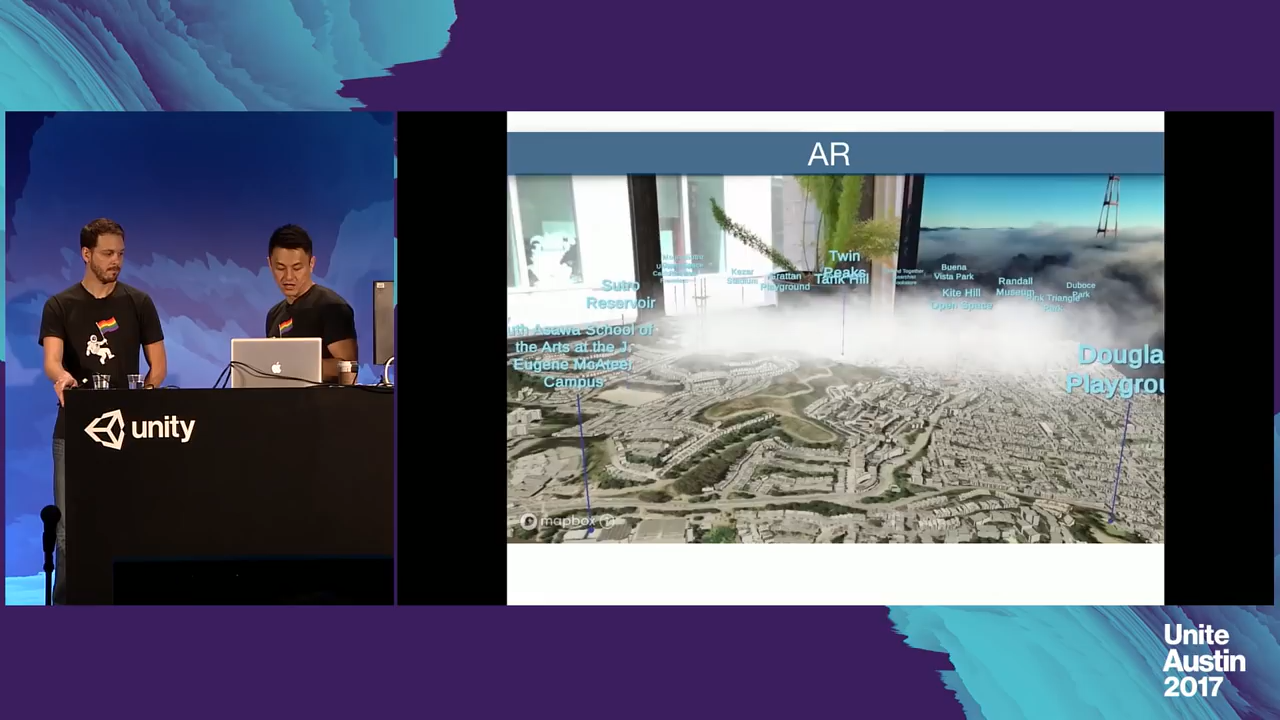 AR
Twin
Peaks
Tank Hill
Sutro
Reservoir
Kezar
Stadium
Grattan
Playground
Buena
Vista Park
Kite Hill
Open Space
Randall
Museum
Duboce
Park
School of
the Arts at the J.
Eugene McAteer
Campus
Dougla
Playgrou
mapbox
unity
Unite
Austin
2017